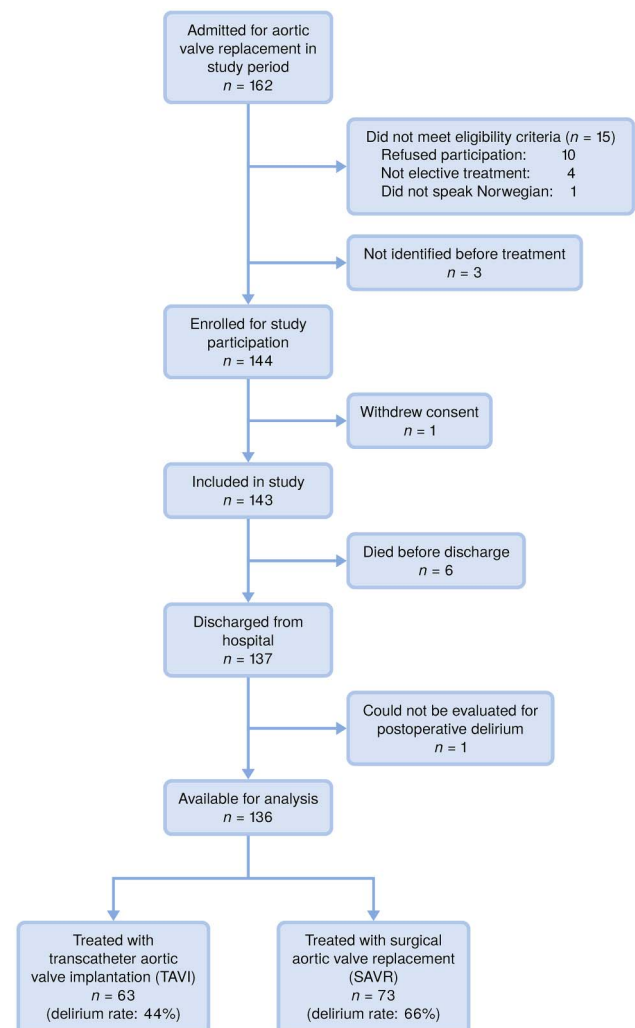 Admitted for aortic
valve replacement in
study period
n = 162
Did not meet eligibility criteria (n = 15)
Refused participation: 10
Not elective treatment: 4
Did not speak Norwegian: 1
Not identified before treatment
n = 3
Enrolled for study
participation
n = 144
Withdrew consent
n = 1
Included in study
n = 143
Died before discharge
n = 6
Discharged from
hospital
n = 137
Could not be evaluated for
postoperative delirium
n = 1
Available for analysis
n = 136
Treated with
transcatheter aortic
valve implantation (TAVI)
n = 63
(delirium rate: 44%)
Treated with surgical
aortic valve replacement
(SAVR)
n = 73
(delirium rate: 66%)